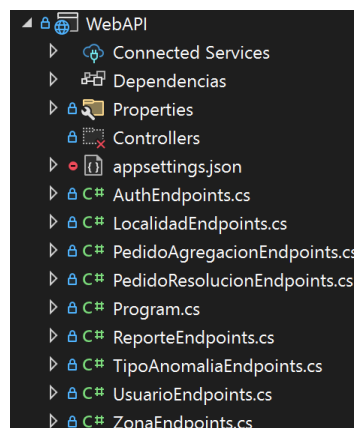 WebAPI
Connected Services
Dependencias
Properties
Controllers
appsettings.json
C# AuthEndpoints.cs
C# LocalidadEndpoints.cs
C# PedidoAgregacionEndpoints.cs
C# PedidoResolucionEndpoints.cs
C# Program.cs
C# ReporteEndpoints.cs
C# TipoAnomaliaEndpoints.cs
C# UsuarioEndpoints.cs
C# ZonaEndpoints.cs